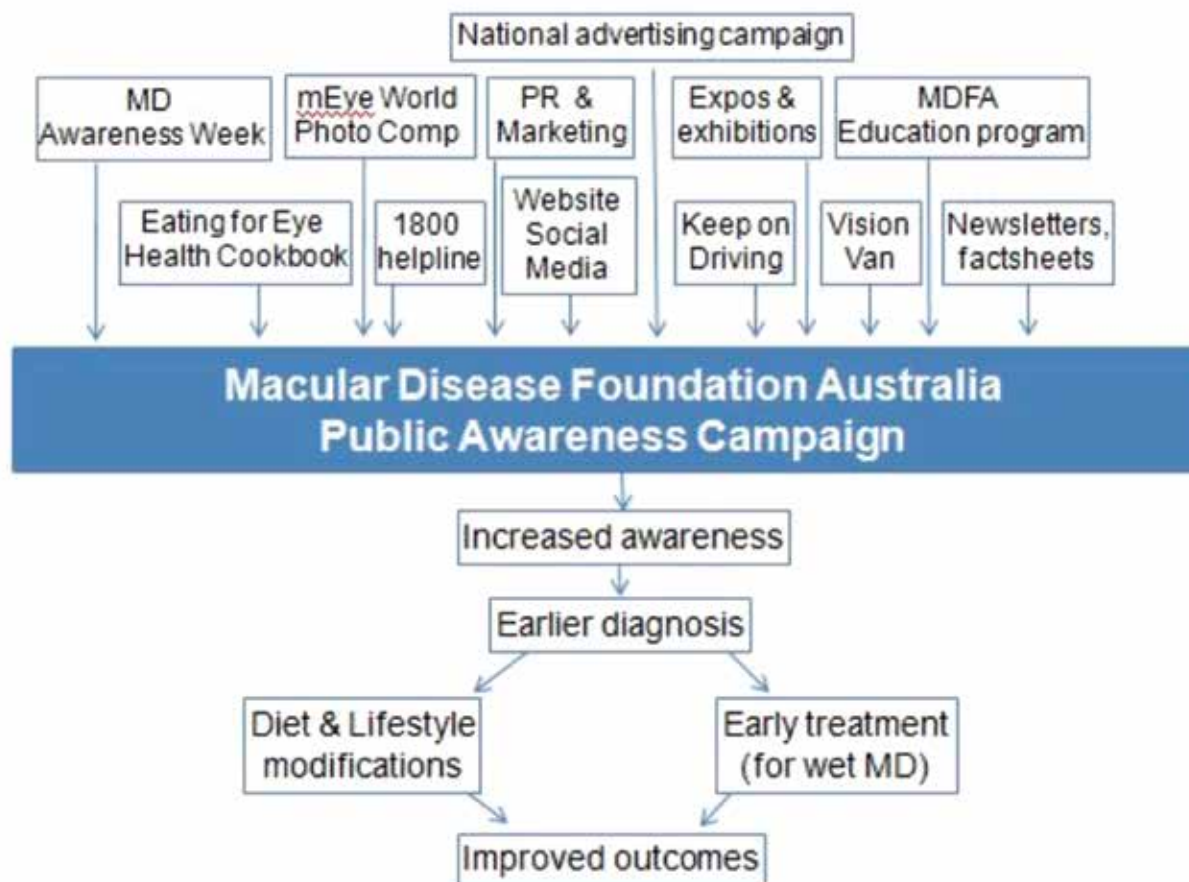 National advertising campaign
MD
Awareness Week
mEye World
Photo Comp
PR &
Marketing
Expos &
exhibitions
MDFA
Education program
Eating for Eye
Health Cookbook
1800
helpline
Website
Social
Media
Keep on
Driving
Vision
Van
Newsletters,
factsheets
Macular Disease Foundation Australia
Public Awareness Campaign
Increased awareness
Earlier diagnosis
Diet & Lifestyle
modifications
Early treatment
(for wet MD)
Improved outcomes